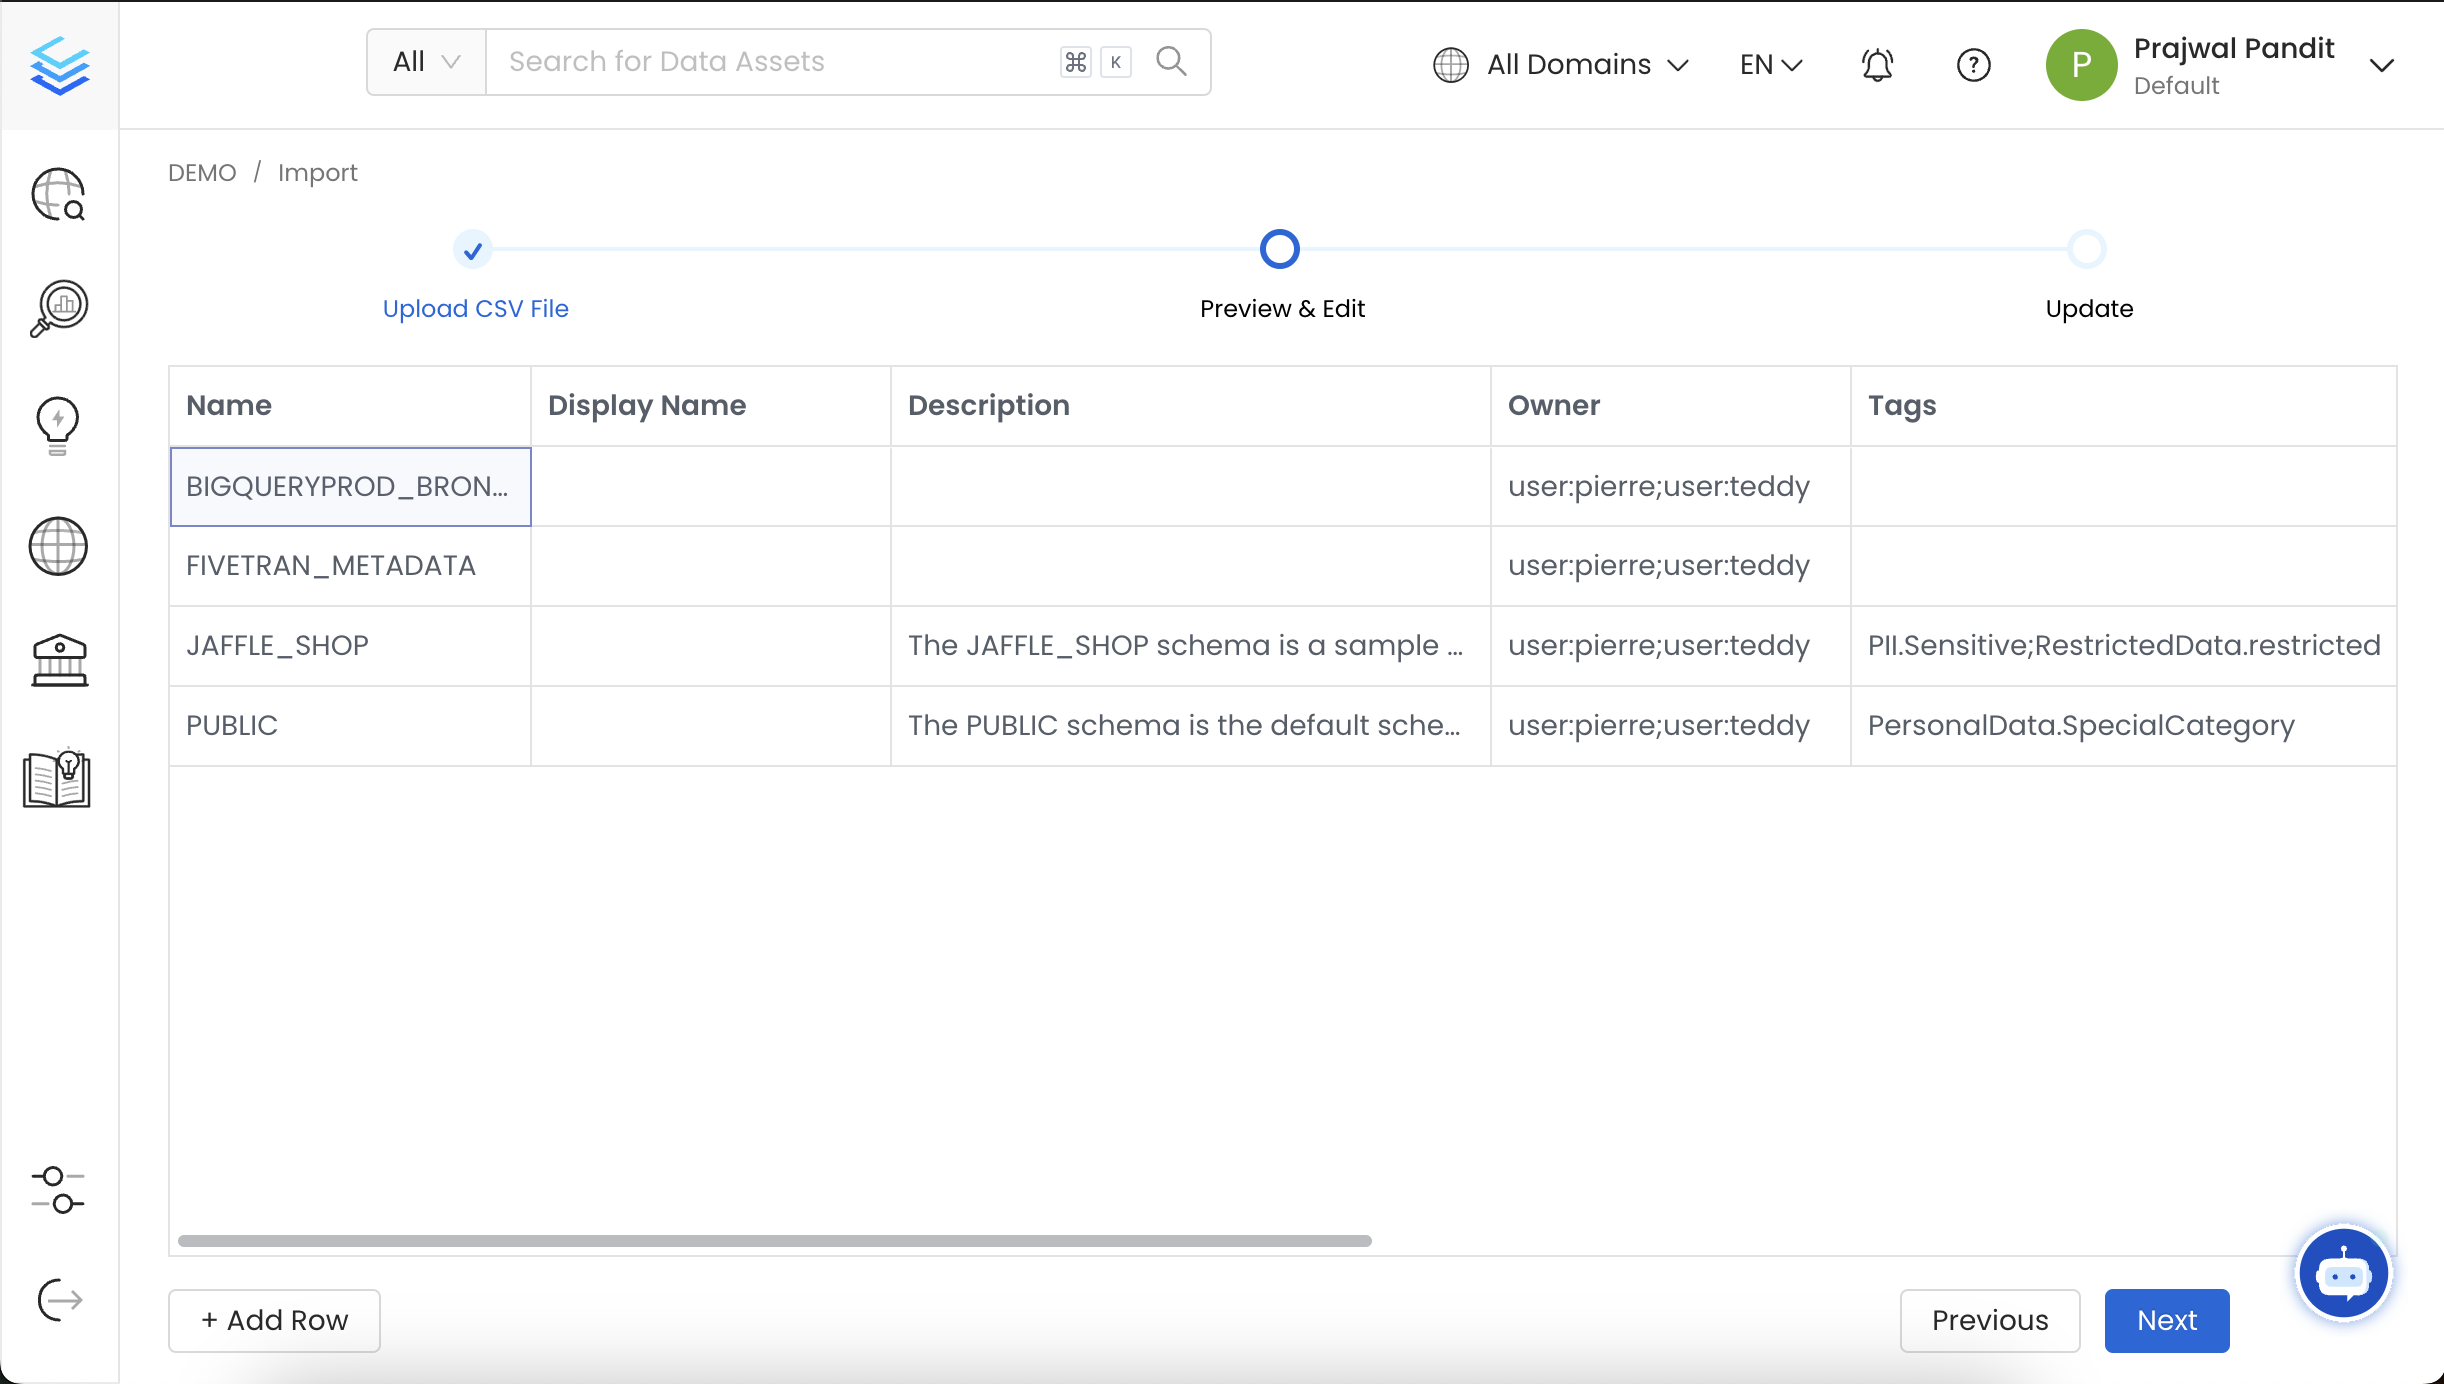 All
Search for Data Assets
⌘ K
All Domains
EN
?
P
Prajwal Pandit
Default
DEMO / Import
Upload CSV File
Preview & Edit
Update
Name Display Name Description Owner Tags
BIGQUERYPROD_BRON... user:pierre;user:teddy
FIVETRAN_METADATA user:pierre;user:teddy
JAFFLE_SHOP The JAFFLE_SHOP schema is a sample ... user:pierre;user:teddy PII.Sensitive;RestrictedData.restricted
PUBLIC The PUBLIC schema is the default sche... user:pierre;user:teddy PersonalData.SpecialCategory
+ Add Row
Previous
Next